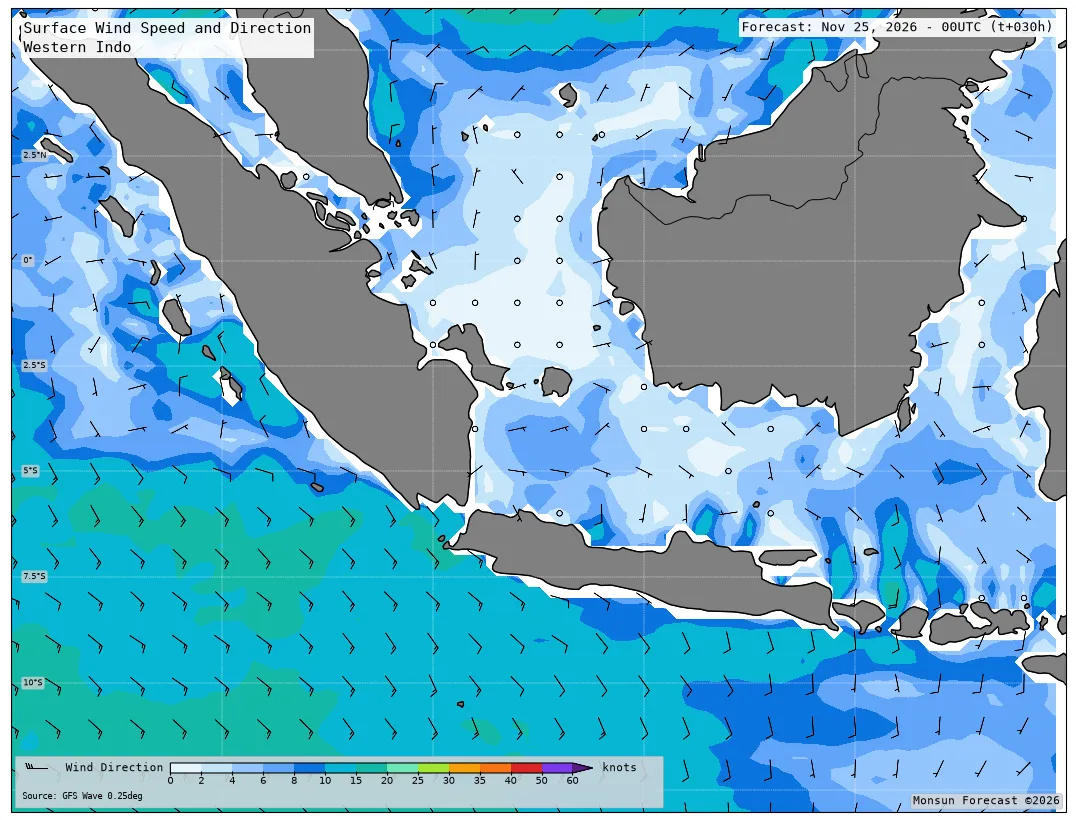 Surface Wind Speed and Direction
Western Indo
Forecast: Nov 25, 2026 - 00UTC (t+030h)
2.5°N
0°
2.5°S
5°S
7.5°S
10°S
Wind Direction
knots
0 2 4 6 8 10 15 20 25 30 35 40 50 60
Source: GFS Wave 0.25deg
Monsun Forecast ©2026